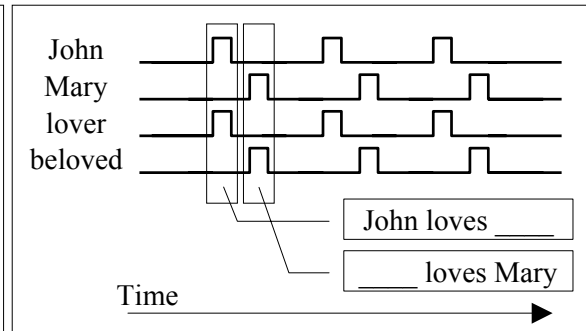 John
Mary
lover
beloved
John loves ____
____ loves Mary
Time